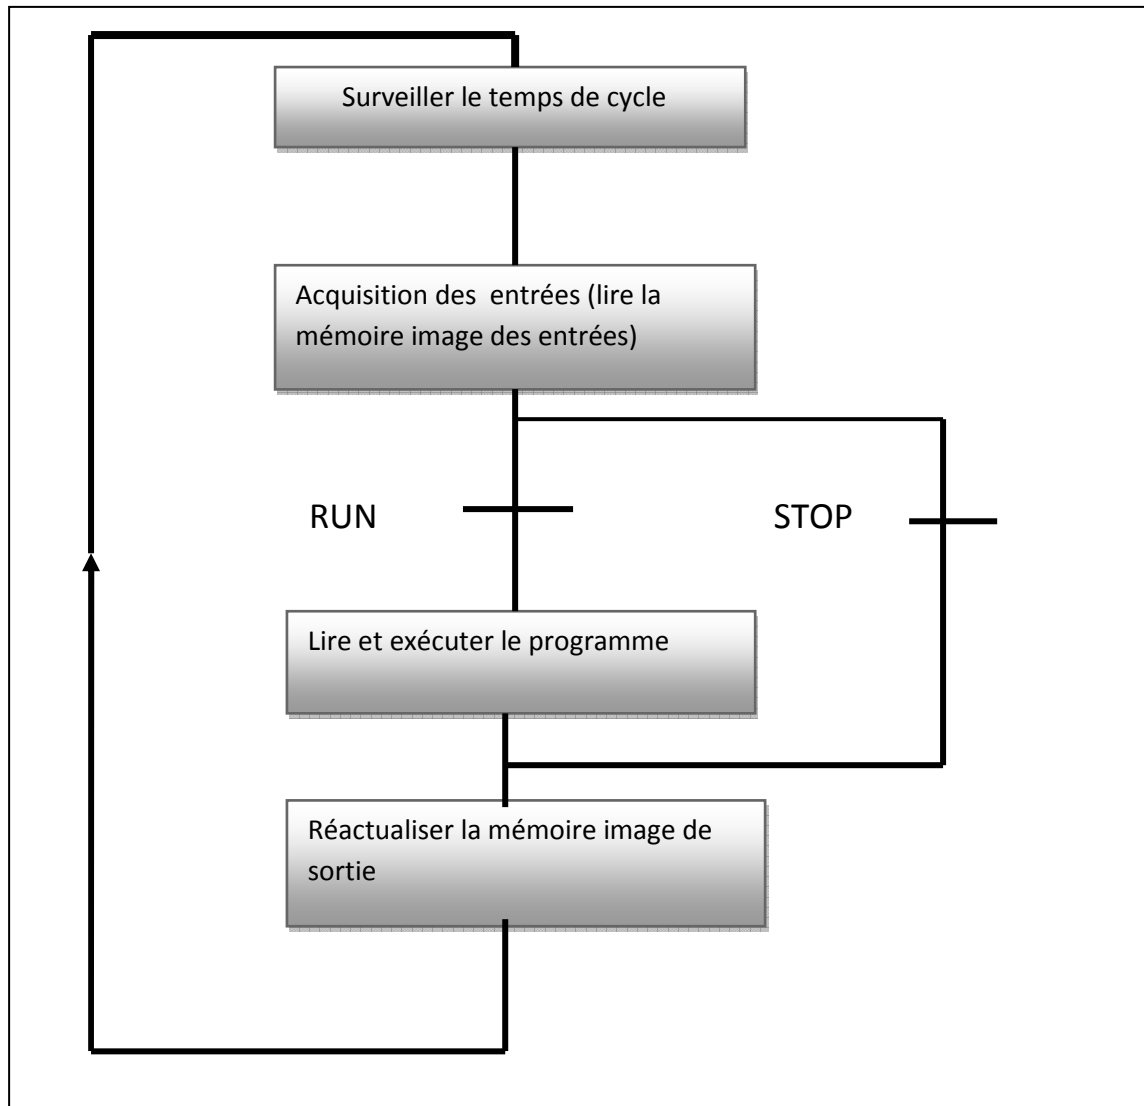 Surveiller le temps de cycle
Acquisition des entrées (lire la
mémoire image des entrées)
RUN
STOP
Lire et exécuter le programme
Réactualiser la mémoire image de
sortie